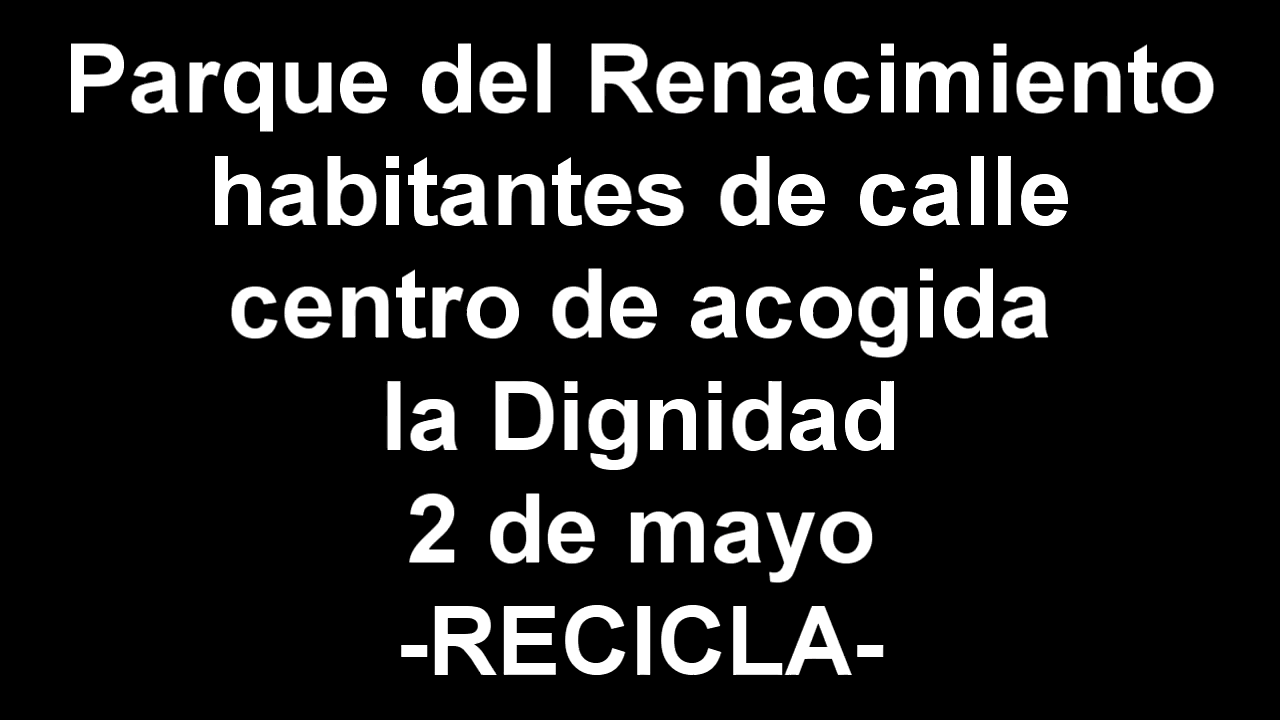 Parque del Renacimiento
habitantes de calle
centro de acogida
la Dignidad
2 de mayo
-RECICLA-